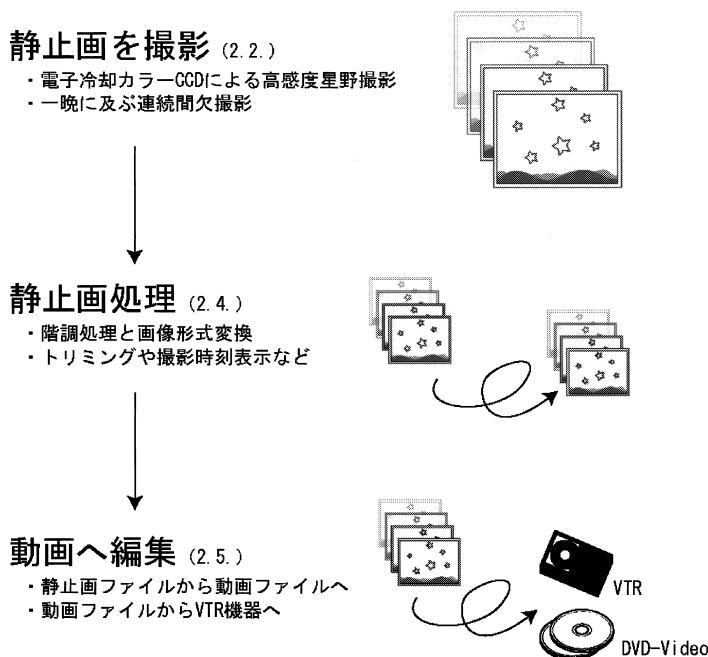 静止画を撮影 (2.2.)
・電子冷却カラーCCDによる高感度星野撮影
・一晩に及ぶ連続間欠撮影
静止画処理 (2.4.)
・階調処理と画像形式変換
・トリミングや撮影時刻表示など
動画へ編集 (2.5.)
・静止画ファイルから動画ファイルへ
・動画ファイルからVTR機器へ
VTR
DVD-Video